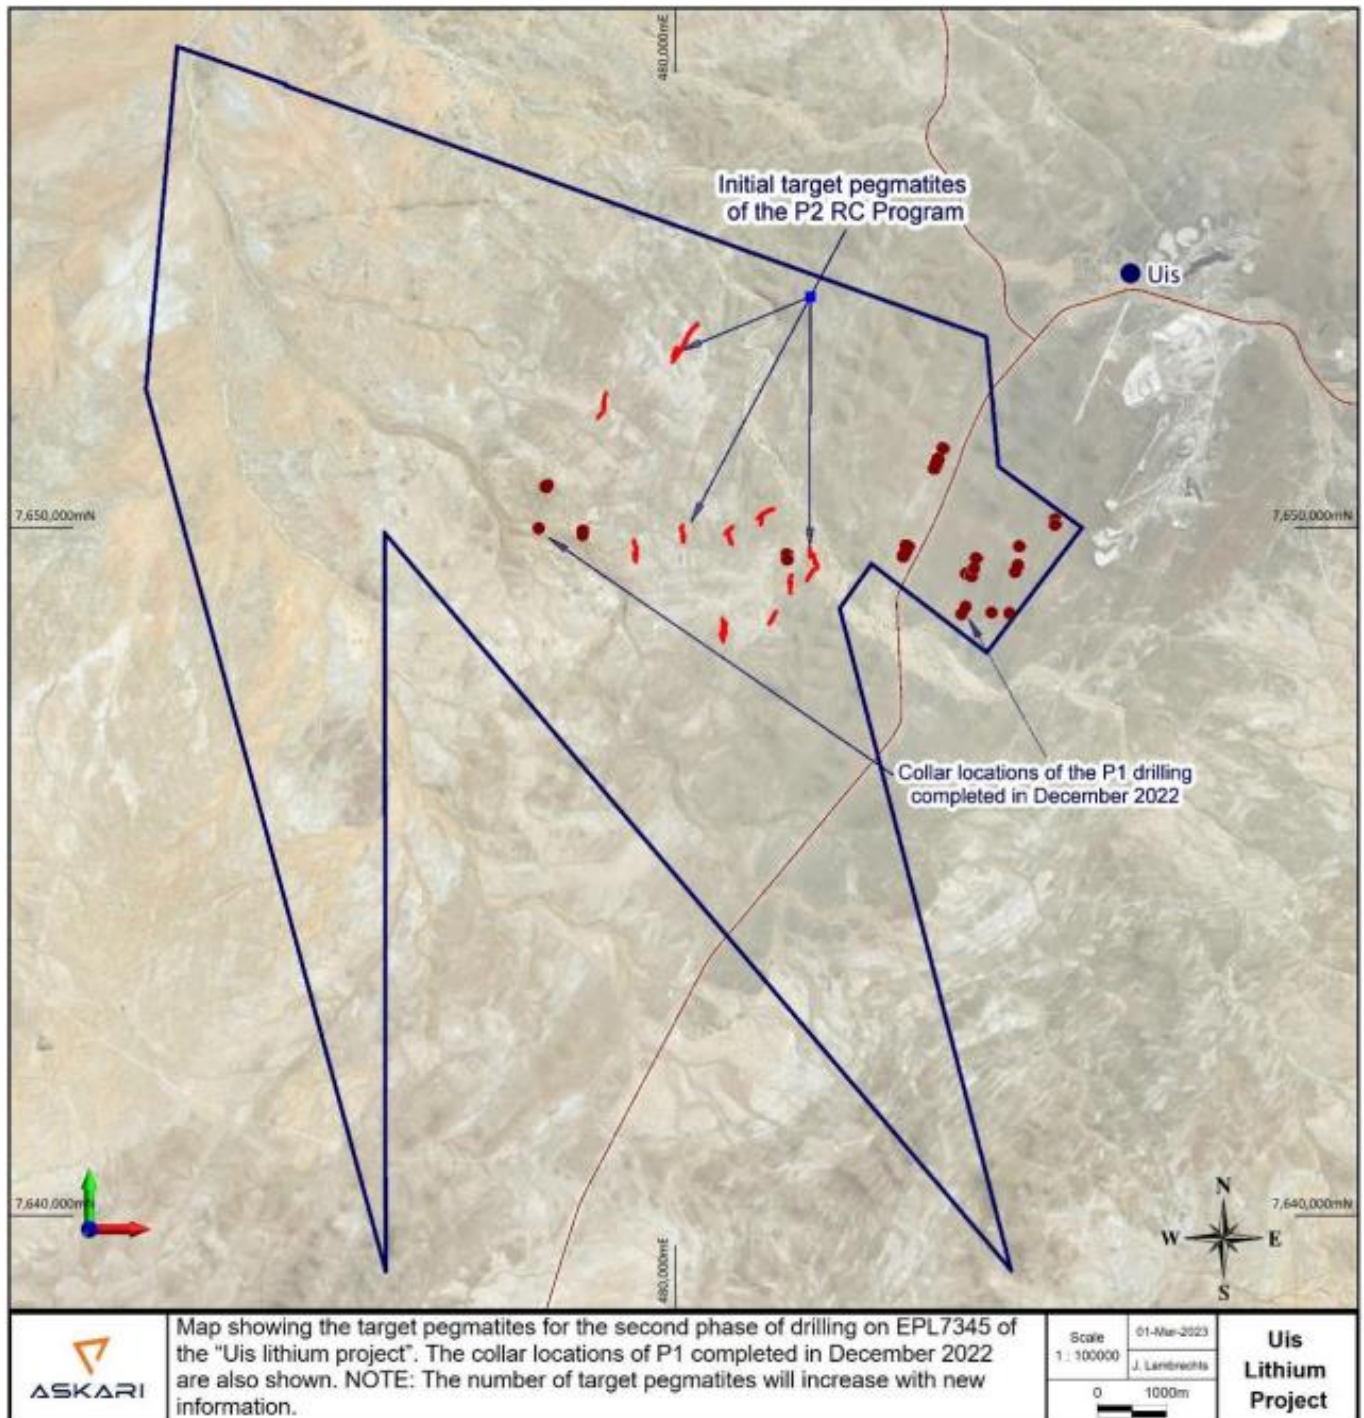 480,000mE
Initial target pegmatites
of the P2 RC Program
Uis
7,650,000mN
7,650,000mN
Collar locations of the P1 drilling
completed in December 2022
7,640,000mN
7,640,000mN
480,000mE
N
W
E
S
ASKARI
Map showing the target pegmatites for the second phase of drilling on EPL7345 of
the “Uis lithium project”. The collar locations of P1 completed in December 2022
are also shown. NOTE: The number of target pegmatites will increase with new
information.
Scale
1 : 100000
01-Mar-2023
J. Lambrechts
0 1000m
Uis
Lithium
Project